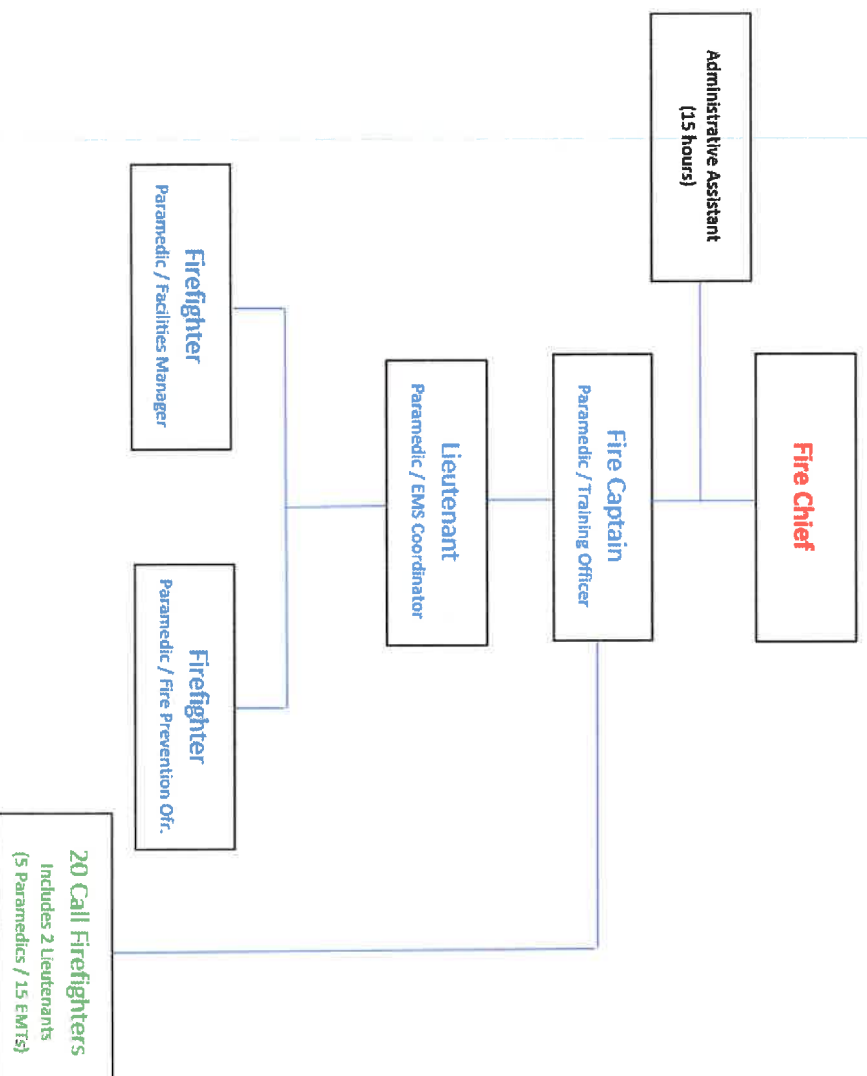 Fire Chief
Administrative Assistant
(15 hours)
Fire Captain
Paramedic / Training Officer
Lieutenant
Paramedic / EMS Coordinator
Firefighter
Paramedic / Facilities Manager
Firefighter
Paramedic / Fire Prevention Ofr.
20 Call Firefighters
Includes 2 Lieutenants
(5 Paramedics / 15 EMTs)